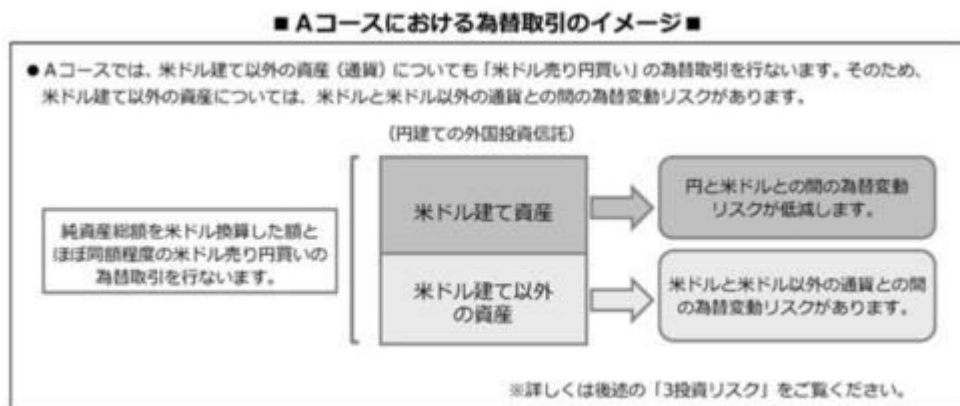 ■Aコースにおける為替取引のイメージ■
●Aコースでは、米ドル建て以外の資産（通貨）についても「米ドル売り円買い」の為替取引を行ないます。そのため、
米ドル建て以外の資産については、米ドルと米ドル以外の通貨との間の為替変動リスクがあります。
（円建ての外国投資信託）
純資産総額を米ドル換算した額と
ほぼ同額程度の米ドル売り円買いの
為替取引を行ないます。
米ドル建て資産
円と米ドルとの間の為替変動
リスクが低減します。
米ドル建て以外
の資産
米ドルと米ドル以外の通貨との間
の為替変動リスクがあります。
※詳しくは後述の「3投資リスク」をご覧ください。